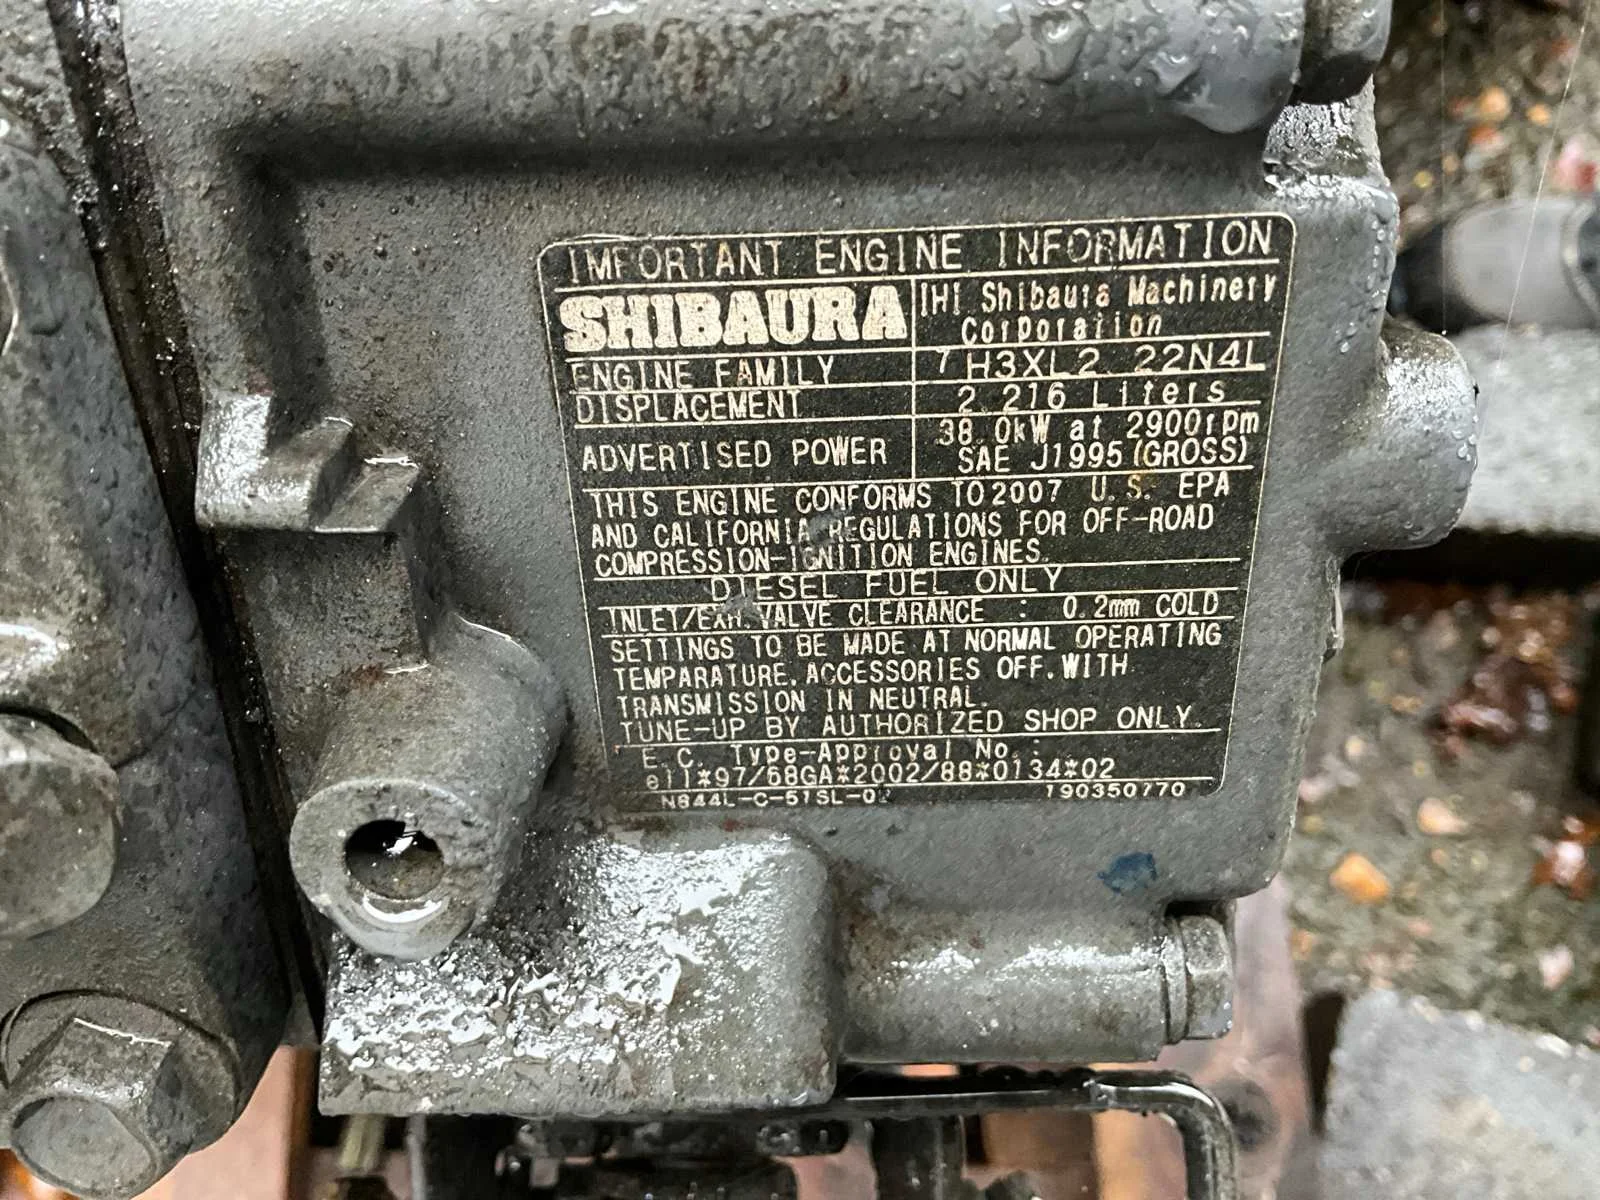 IMPORTANT ENGINE INFORMATION
SHIBAURA
IHI Shibaura Machinery
Corporation
ENGINE FAMILY 7H3XL2.22N4L
DISPLACEMENT 2.216 Liters
ADVERTISED POWER 38.0kW at 2900rpm
SAE J1995 (GROSS)
THIS ENGINE CONFORMS TO 2007 U.S. EPA
AND CALIFORNIA REGULATIONS FOR OFF-ROAD
COMPRESSION-IGNITION ENGINES.
DIESEL FUEL ONLY
INLET/EXH. VALVE CLEARANCE : 0.2mm COLD
SETTINGS TO BE MADE AT NORMAL OPERATING
TEMPARATURE. ACCESSORIES OFF. WITH
TRANSMISSION IN NEUTRAL.
TUNE-UP BY AUTHORIZED SHOP ONLY.
E.C. Type-Approval No.:
e11*97/68GA*2002/88*0134*02
N844L-C-51SL-02 190350770